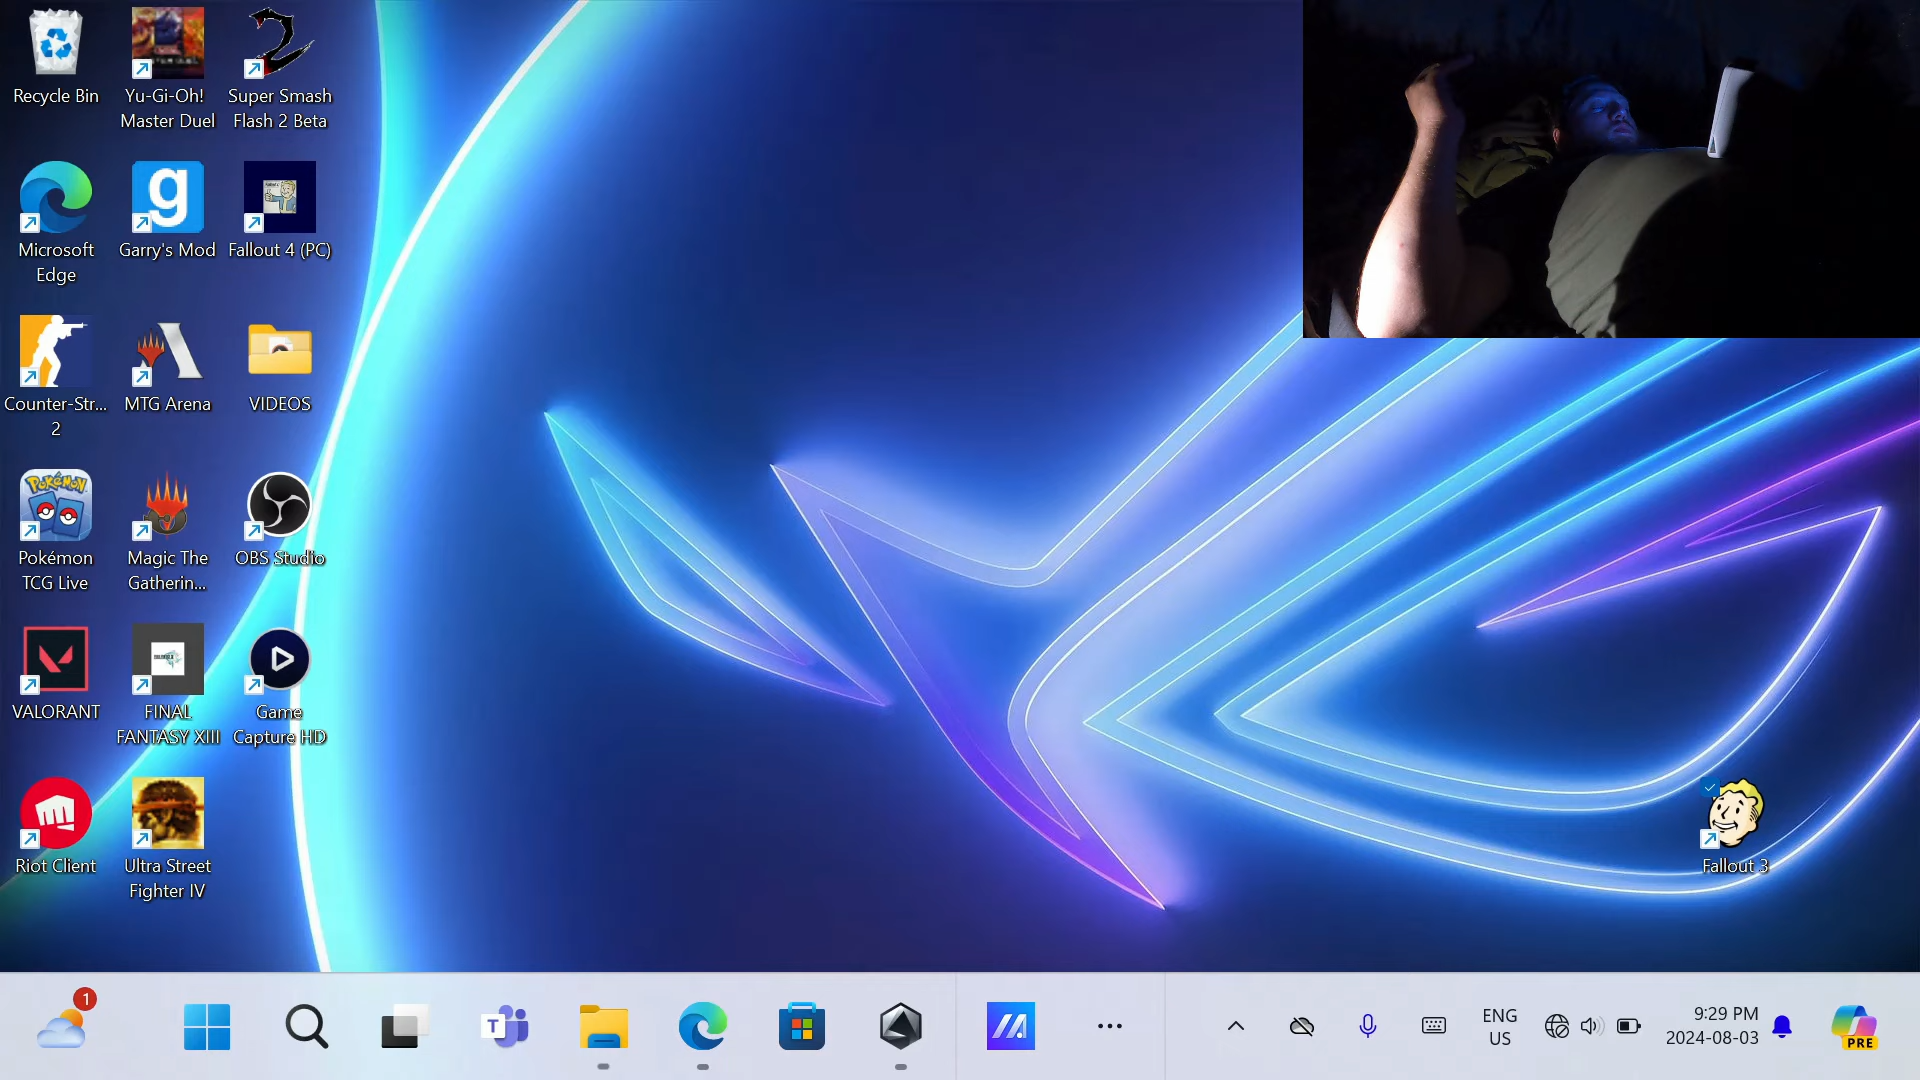 Recycle Bin
Yu-Gi-Oh!
Master Duel
Super Smash
Flash 2 Beta
Microsoft
Edge
g
Garry's Mod
Fallout 4 (PC)
Counter-Str...
2
MTG Arena
VIDEOS
Pokémon
Pokémon
TCG Live
Magic The
Gatherin...
OBS Studio
VALORANT
FINAL
FANTASY XIII
Game
Capture HD
Riot Client
Ultra Street
Fighter IV
Fallout 3
1
T
ENG
US
9:29 PM
2024-08-03
PRE